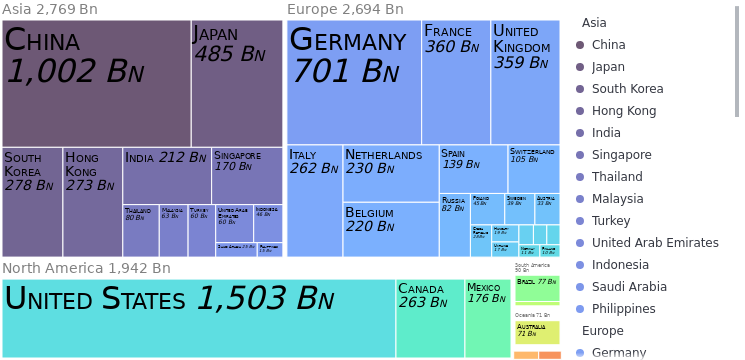 Asia 2,769 Bn
CHINA
1,002 BN
JAPAN
485 BN
SOUTH
KOREA
278 BN
HONG
KONG
273 BN
INDIA 212 BN
SINGAPORE
170 BN
THAILAND
80 BN
MALAYSIA
63 BN
TURKEY
60 BN
UNITED ARAB
EMIRATES
60 BN
INDONESIA
46 BN
Europe 2,694 Bn
GERMANY
701 BN
FRANCE
360 BN
UNITED
KINGDOM
359 BN
ITALY
262 BN
NETHERLANDS
230 BN
BELGIUM
220 BN
SPAIN
139 BN
SWITZERLAND
105 BN
RUSSIA
82 BN
POLAND
45 BN
SWEDEN
39 BN
AUSTRIA
33 BN
North America 1,942 Bn
UNITED STATES 1,503 BN
CANADA
263 BN
MEXICO
176 BN
South America
BRAZIL 77 BN
Oceania 71 Bn
AUSTRALIA
71 BN
Asia
China
Japan
South Korea
Hong Kong
India
Singapore
Thailand
Malaysia
Turkey
United Arab Emirates
Indonesia
Saudi Arabia
Philippines
Europe
Germany